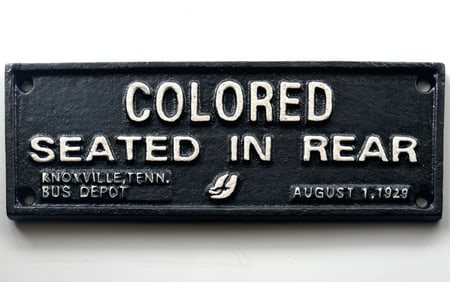 COLORED
SEATED IN REAR
KNOXVILLE, TENN.
BUS DEPOT
AUGUST 1, 1929